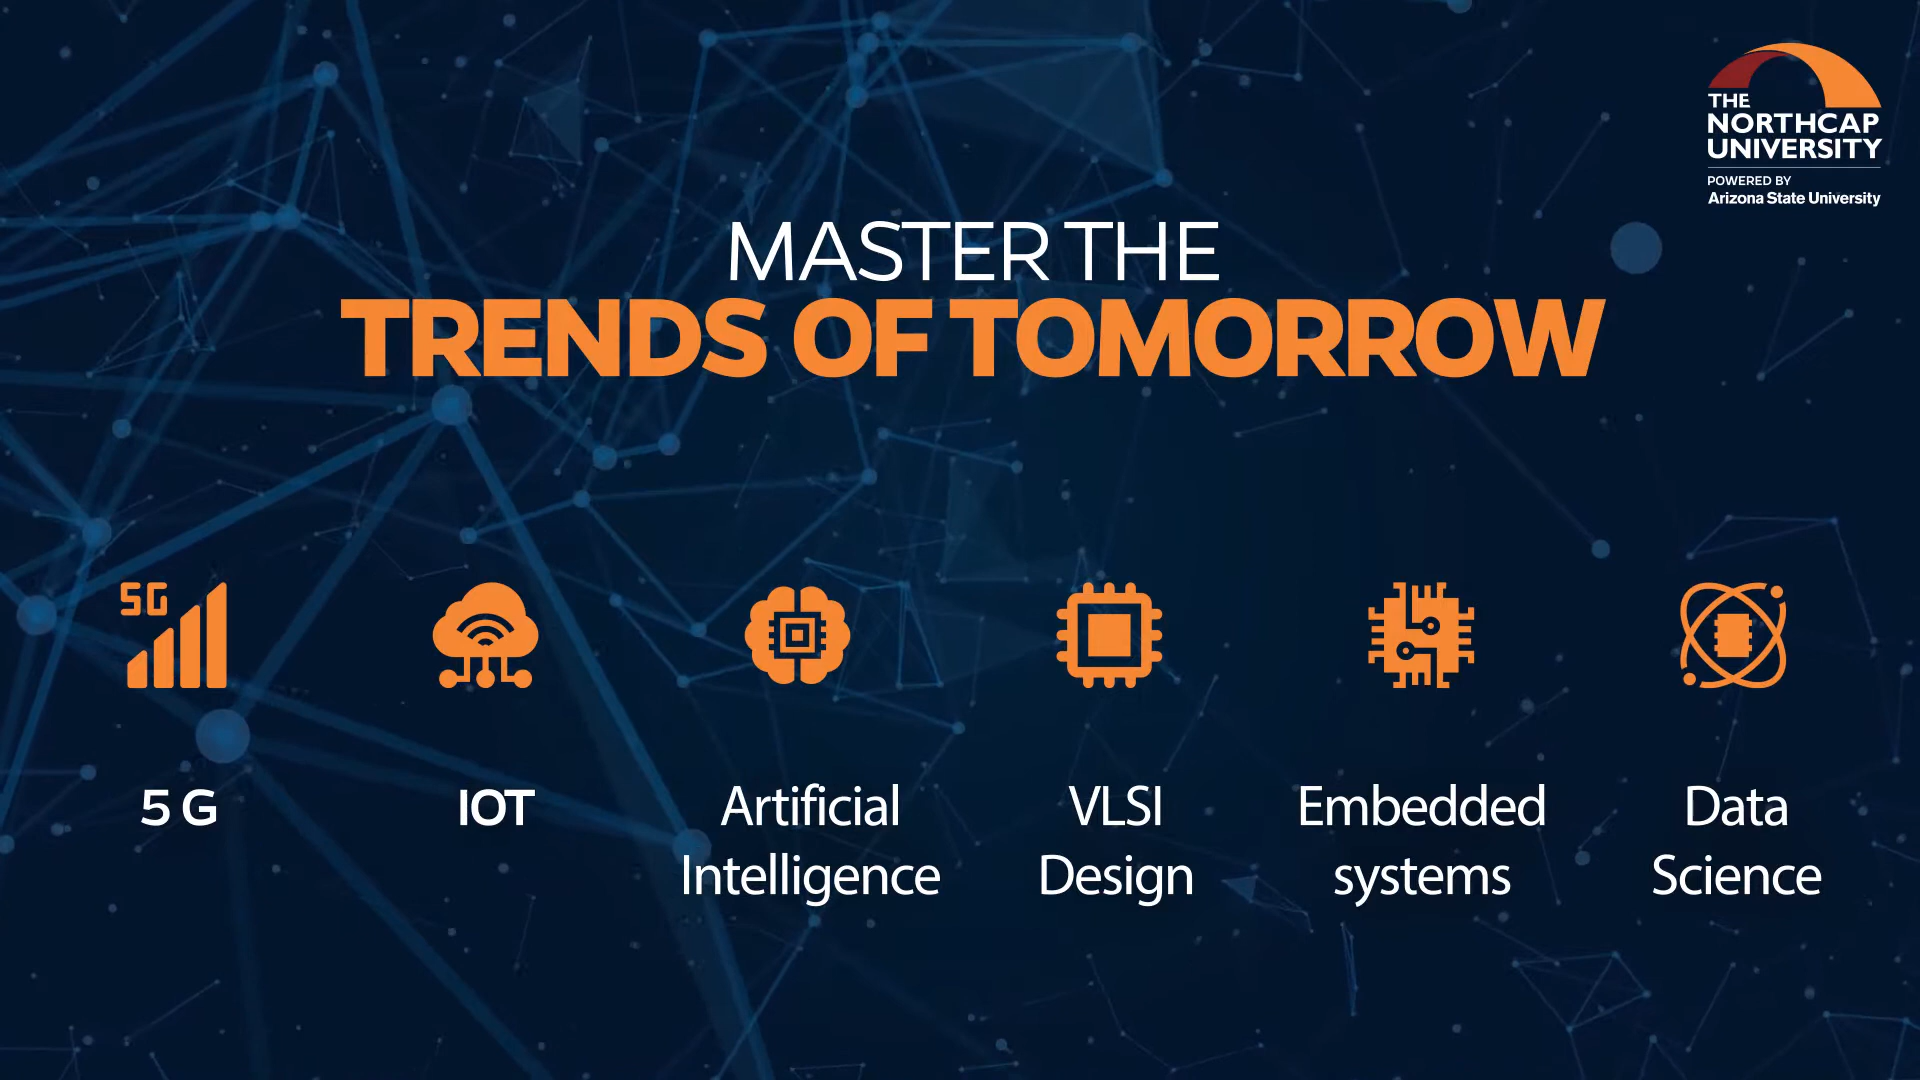 THE
NORTHCAP
UNIVERSITY
POWERED BY
Arizona State University
MASTER THE
TRENDS OF TOMORROW
5G
5 G
IOT
Artificial
Intelligence
VLSI
Design
Embedded
systems
Data
Science